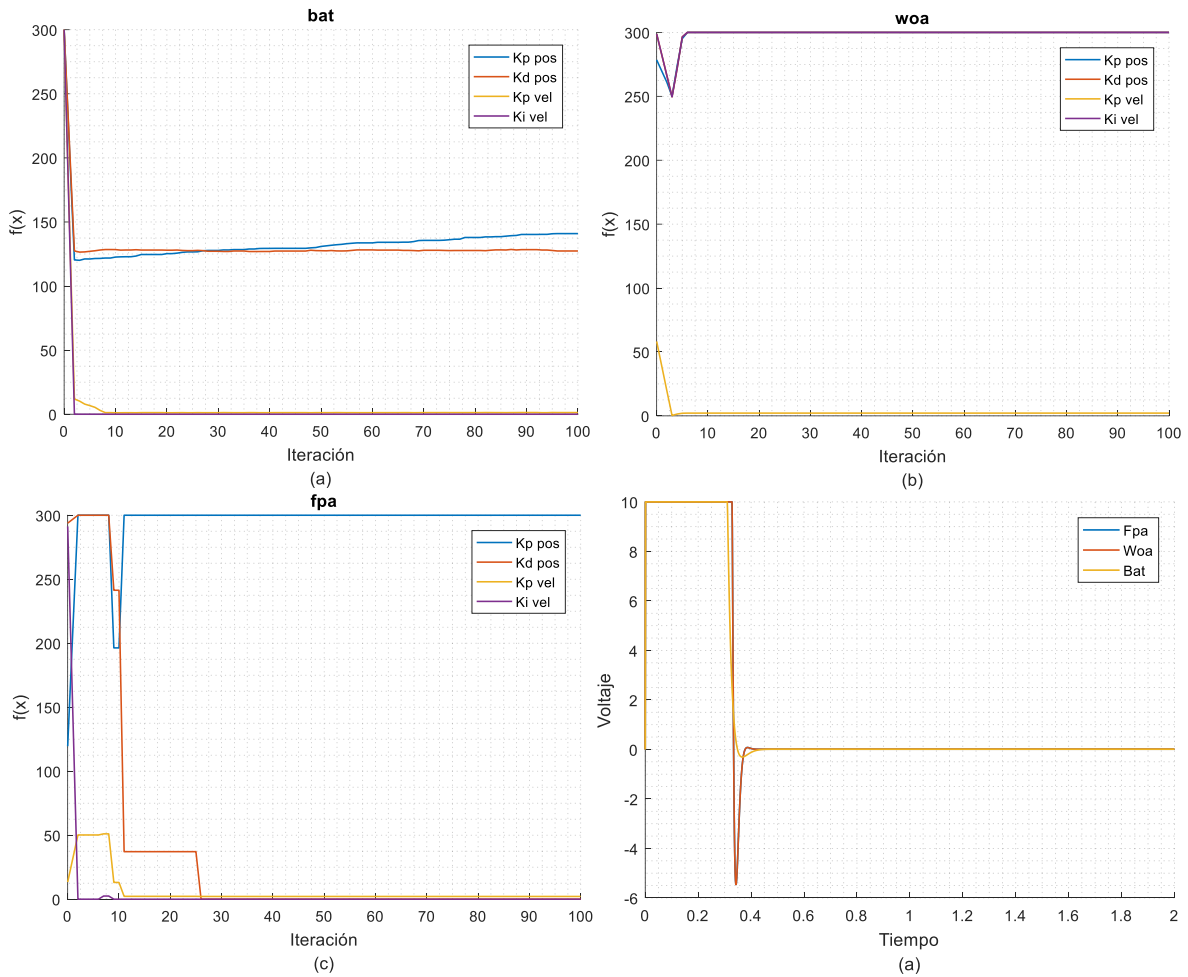 bat
300
250
200
150
100
50
0
f(x)
Kp pos
Kd pos
Kp vel
Ki vel
0 10 20 30 40 50 60 70 80 90 100
Iteración
(a)
woa
300
250
200
150
100
50
0
f(x)
Kp pos
Kd pos
Kp vel
Ki vel
0 10 20 30 40 50 60 70 80 90 100
Iteración
(b)
fpa
300
250
200
150
100
50
0
f(x)
Kp pos
Kd pos
Kp vel
Ki vel
0 10 20 30 40 50 60 70 80 90 100
Iteración
(c)
10
8
6
4
2
0
-2
-4
-6
Voltaje
Fpa
Woa
Bat
0 0.2 0.4 0.6 0.8 1 1.2 1.4 1.6 1.8 2
Tiempo
(a)